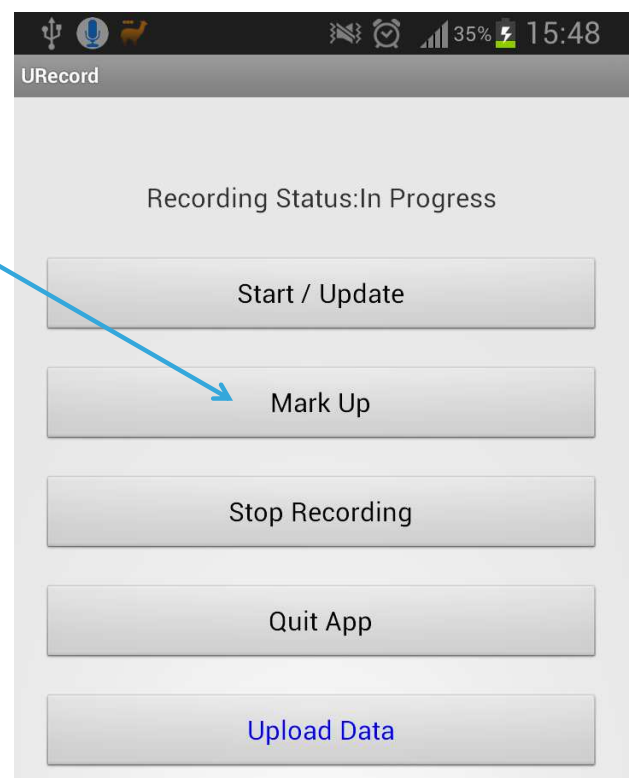 35% 15:48
URecord
Recording Status:In Progress
Start / Update
Mark Up
Stop Recording
Quit App
Upload Data